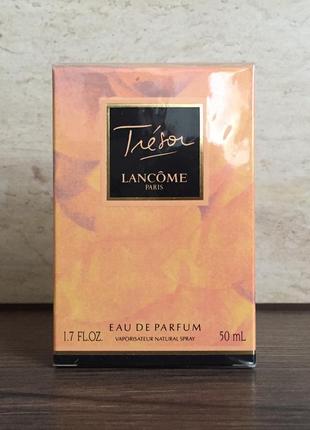 Trésor
LANCÔME
PARIS
EAU DE PARFUM
1.7 FL.OZ. VAPORISATEUR NATURAL SPRAY 50 mL